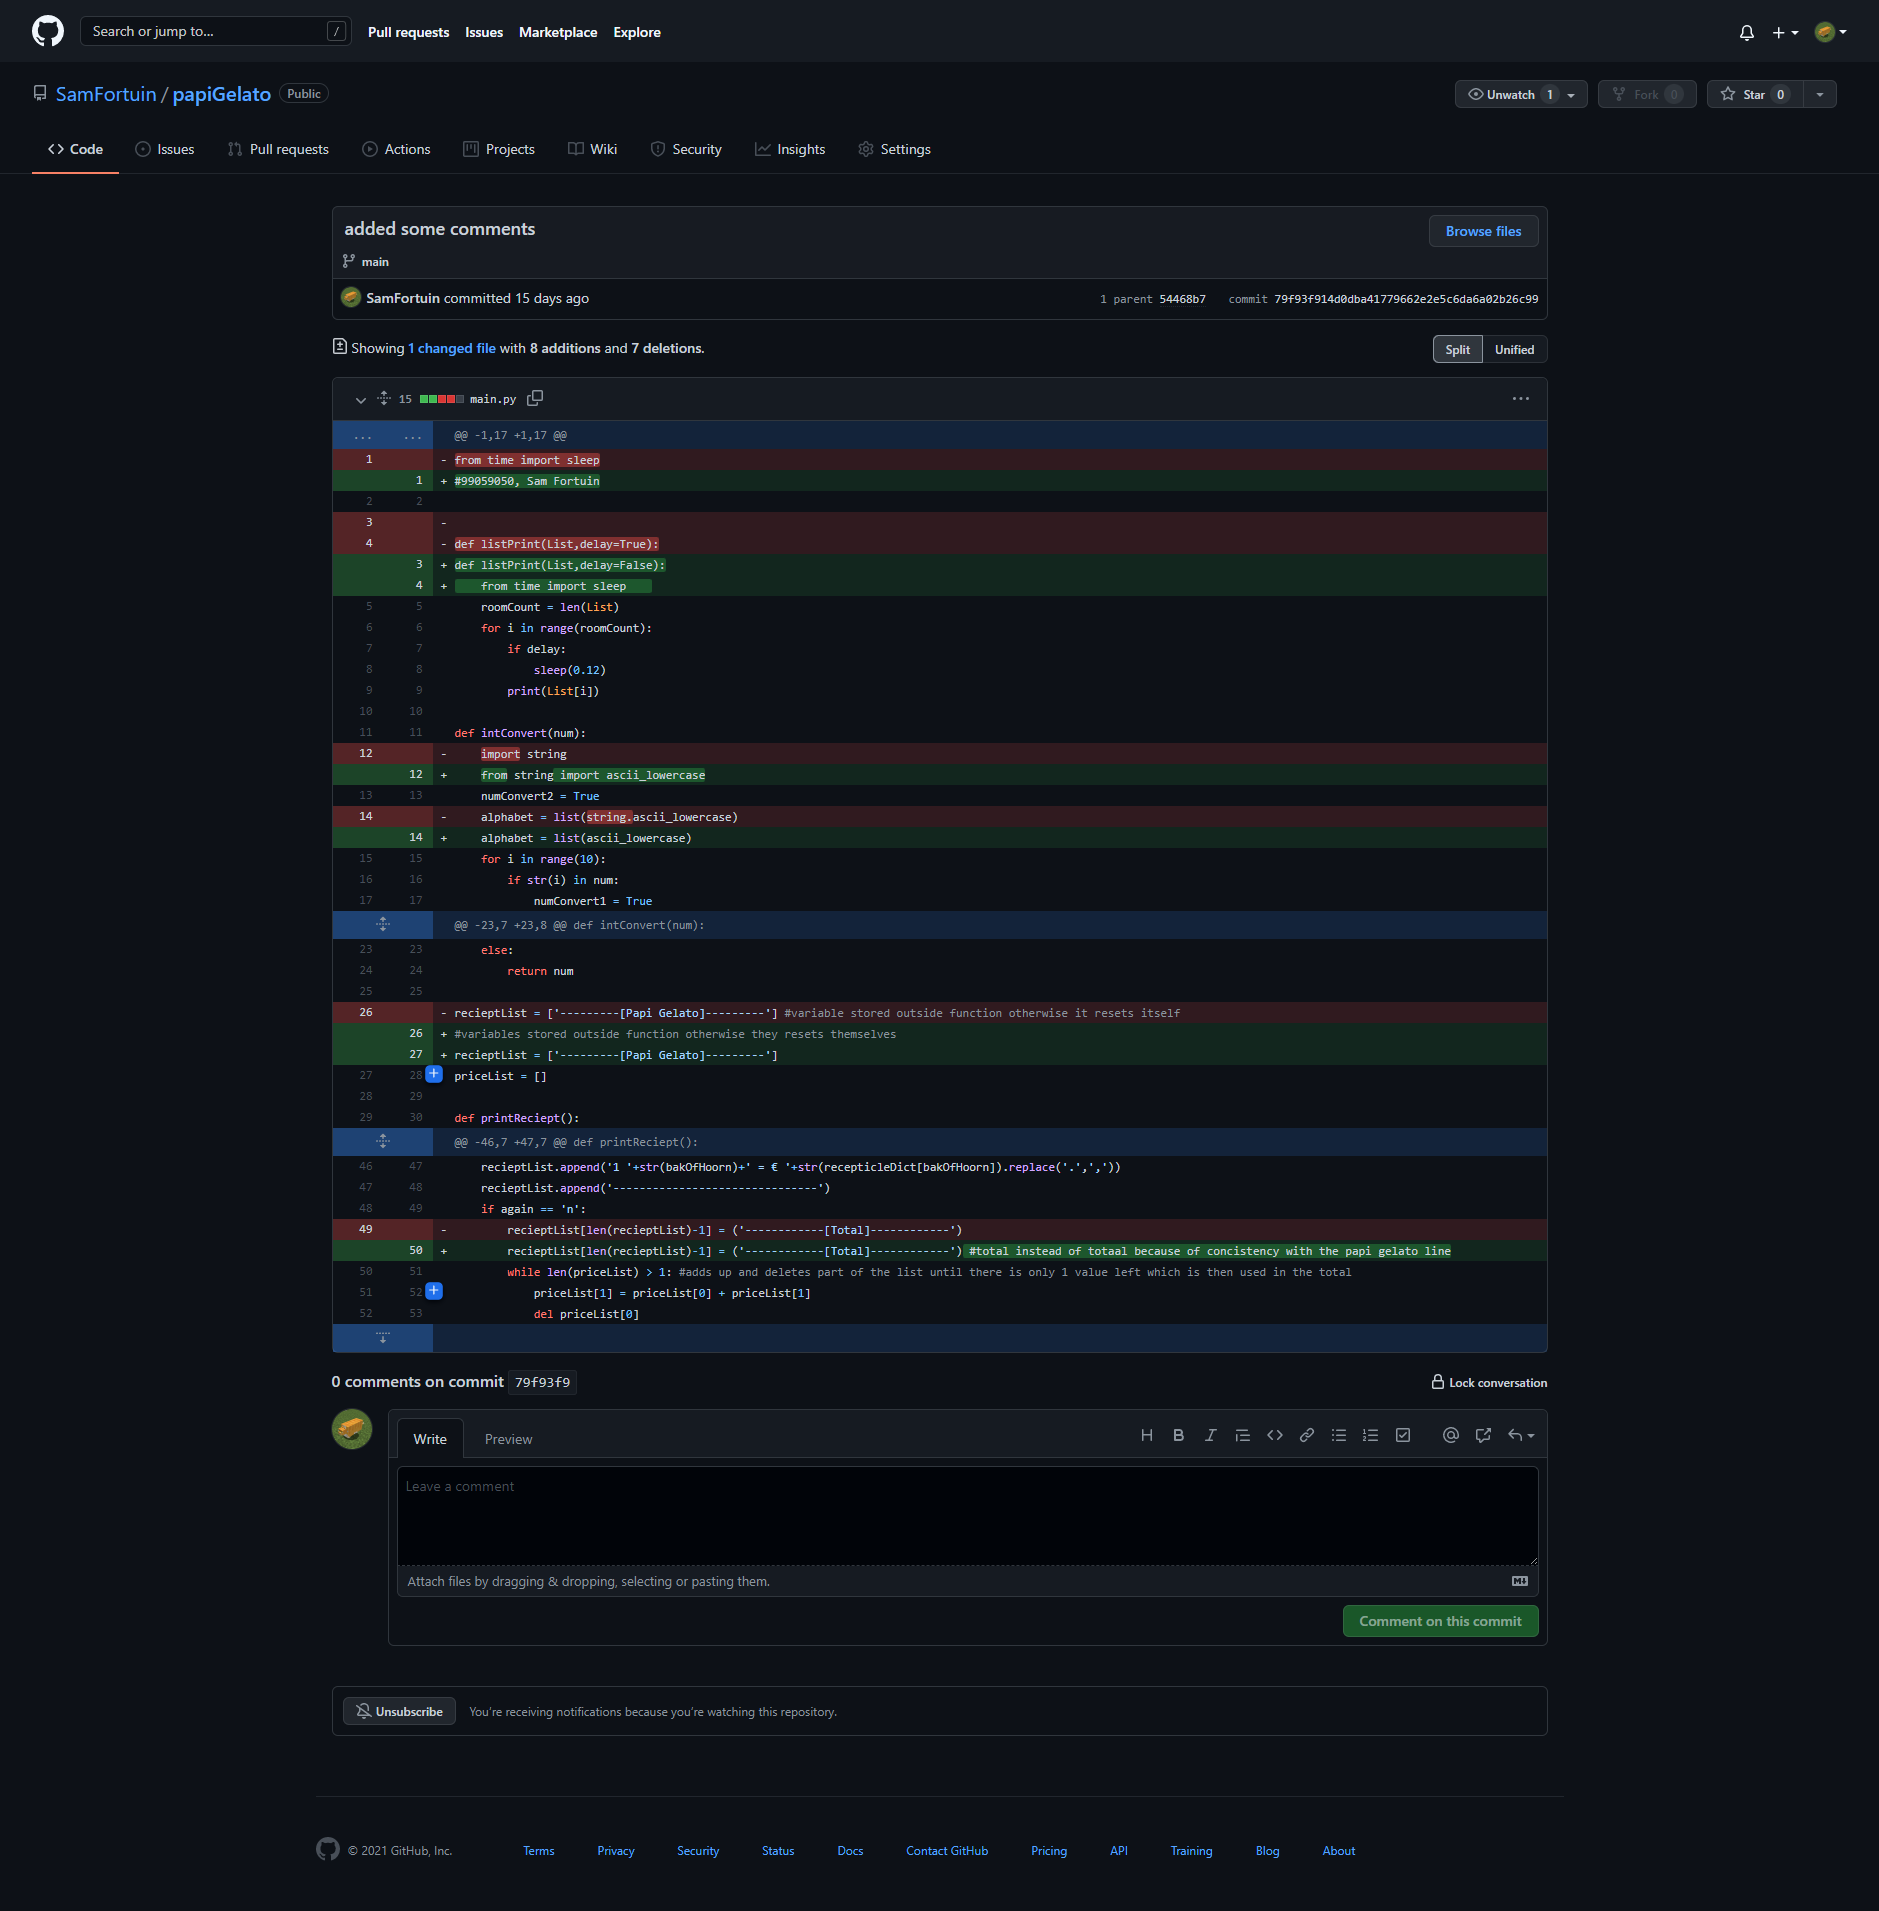 Search or jump to... /
Pull requests Issues Marketplace Explore
SamFortuin / papiGelato Public
Unwatch 1 Fork 0 Star 0
Code Issues Pull requests Actions Projects Wiki Security Insights Settings
added some comments
Browse files
main
SamFortuin committed 15 days ago 1 parent 54468b7 commit 79f93f914d0dba41779662e2e5c6da6a02b26c99
Showing 1 changed file with 8 additions and 7 deletions.
Split Unified
15 main.py
... ... @@ -1,17 +1,17 @@
1 - from time import sleep
1 + #99059050, Sam Fortuin
2 2
3 -
4 - def listPrint(List,delay=True):
3 + def listPrint(List,delay=False):
4 + from time import sleep
5 5 roomCount = len(List)
6 6 for i in range(roomCount):
7 7 if delay:
8 8 sleep(0.12)
9 9 print(List[i])
10 10
11 11 def intConvert(num):
12 - import string
12 + from string import ascii_lowercase
13 13 numConvert2 = True
14 - alphabet = list(string.ascii_lowercase)
14 + alphabet = list(ascii_lowercase)
15 15 for i in range(10):
16 16 if str(i) in num:
17 17 numConvert1 = True
@@ -23,7 +23,8 @@ def intConvert(num):
23 23 else:
24 24 return num
25 25
26 - recieptList = ['---------[Papi Gelato]---------'] #variable stored outside function otherwise it resets itself
26 + #variables stored outside function otherwise they resets themselves
27 + recieptList = ['---------[Papi Gelato]---------']
27 28 priceList = []
28 29
29 30 def printReciept():
@@ -46,7 +47,7 @@ def printReciept():
46 47 recieptList.append('1 '+str(bakOfHoorn)+' = € '+str(recepticleDict[bakOfHoorn]).replace('.',','))
47 48 recieptList.append('-------------------------------')
48 49 if again == 'n':
49 - recieptList[len(recieptList)-1] = ('------------[Total]------------')
50 + recieptList[len(recieptList)-1] = ('------------[Total]------------') #total instead of totaal because of concistency with the papi gelato line
50 51 while len(priceList) > 1: #adds up and deletes part of the list until there is only 1 value left which is then used in the total
51 52 priceList[1] = priceList[0] + priceList[1]
52 53 del priceList[0]
0 comments on commit 79f93f9
Lock conversation
Write Preview
Leave a comment
Attach files by dragging & dropping, selecting or pasting them.
Comment on this commit
Unsubscribe You're receiving notifications because you're watching this repository.
© 2021 GitHub, Inc. Terms Privacy Security Status Docs Contact GitHub Pricing API Training Blog About